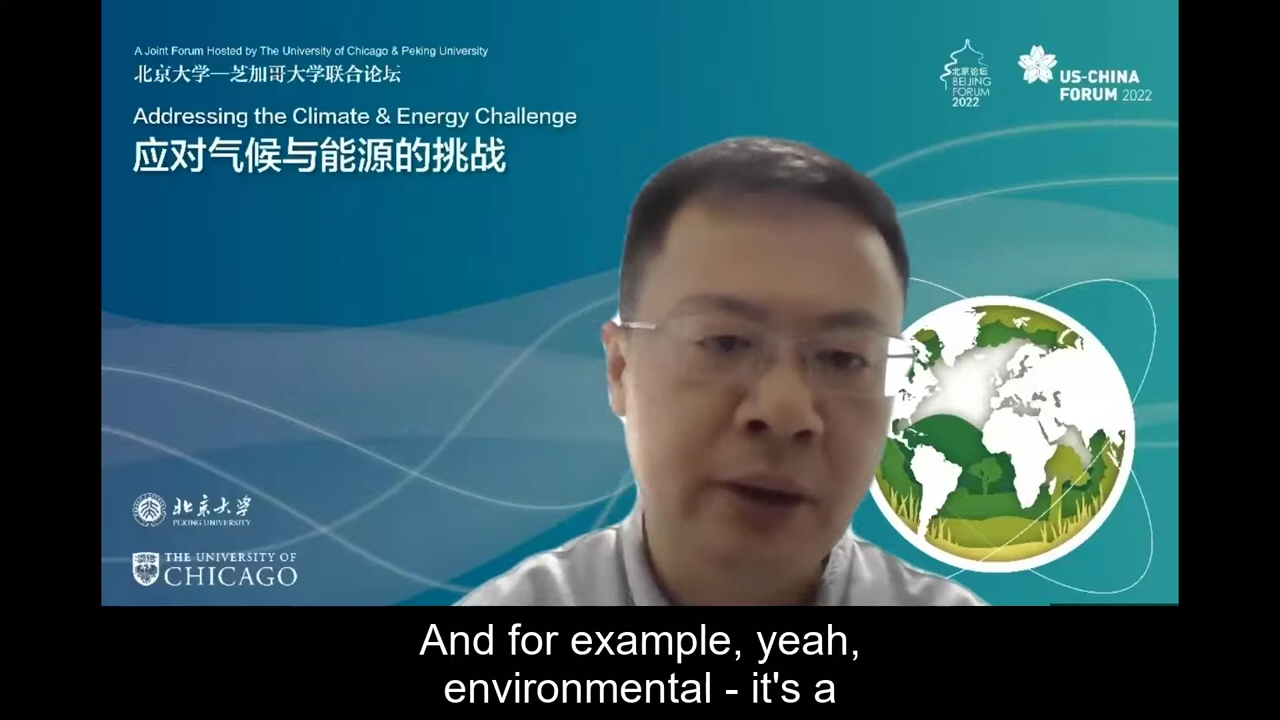 A Joint Forum Hosted by The University of Chicago & Peking University
北京大学—芝加哥大学联合论坛
Addressing the Climate & Energy Challenge
应对气候与能源的挑战
北京论坛
BEIJING
FORUM
2022
US-CHINA
FORUM 2022
北京大学
PEKING UNIVERSITY
THE UNIVERSITY OF
CHICAGO
And for example, yeah,
environmental - it's a